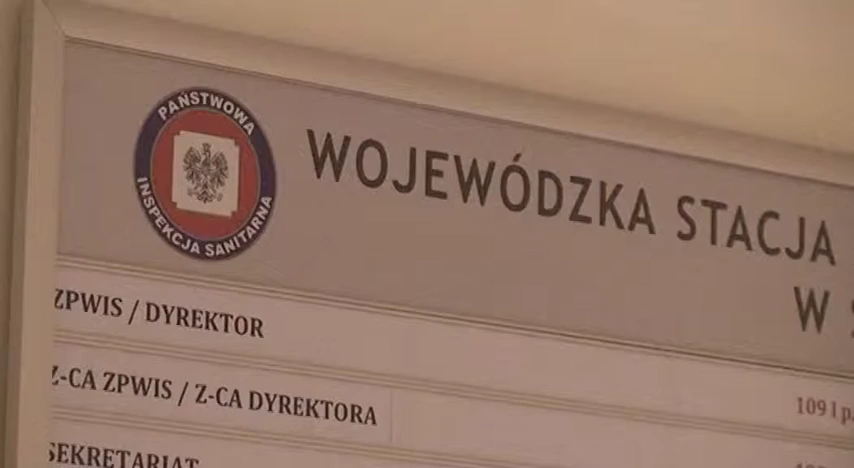 PAŃSTWOWA
INSPEKCJA SANITARNA
WOJEWÓDZKA STACJA
W S
ZPWIS / DYREKTOR
Z-CA ZPWIS / Z-CA DYREKTORA
109 I p.
SEKRETARIAT